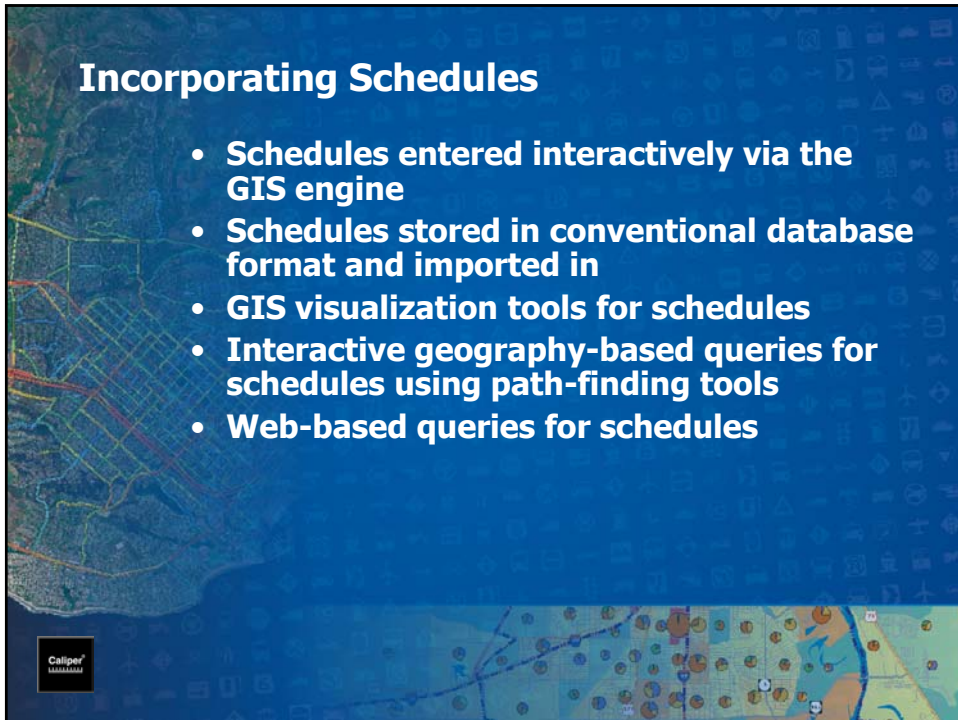 Incorporating Schedules
• Schedules entered interactively via the
GIS engine
• Schedules stored in conventional database
format and imported in
• GIS visualization tools for schedules
• Interactive geography-based queries for
schedules using path-finding tools
• Web-based queries for schedules
Caliper